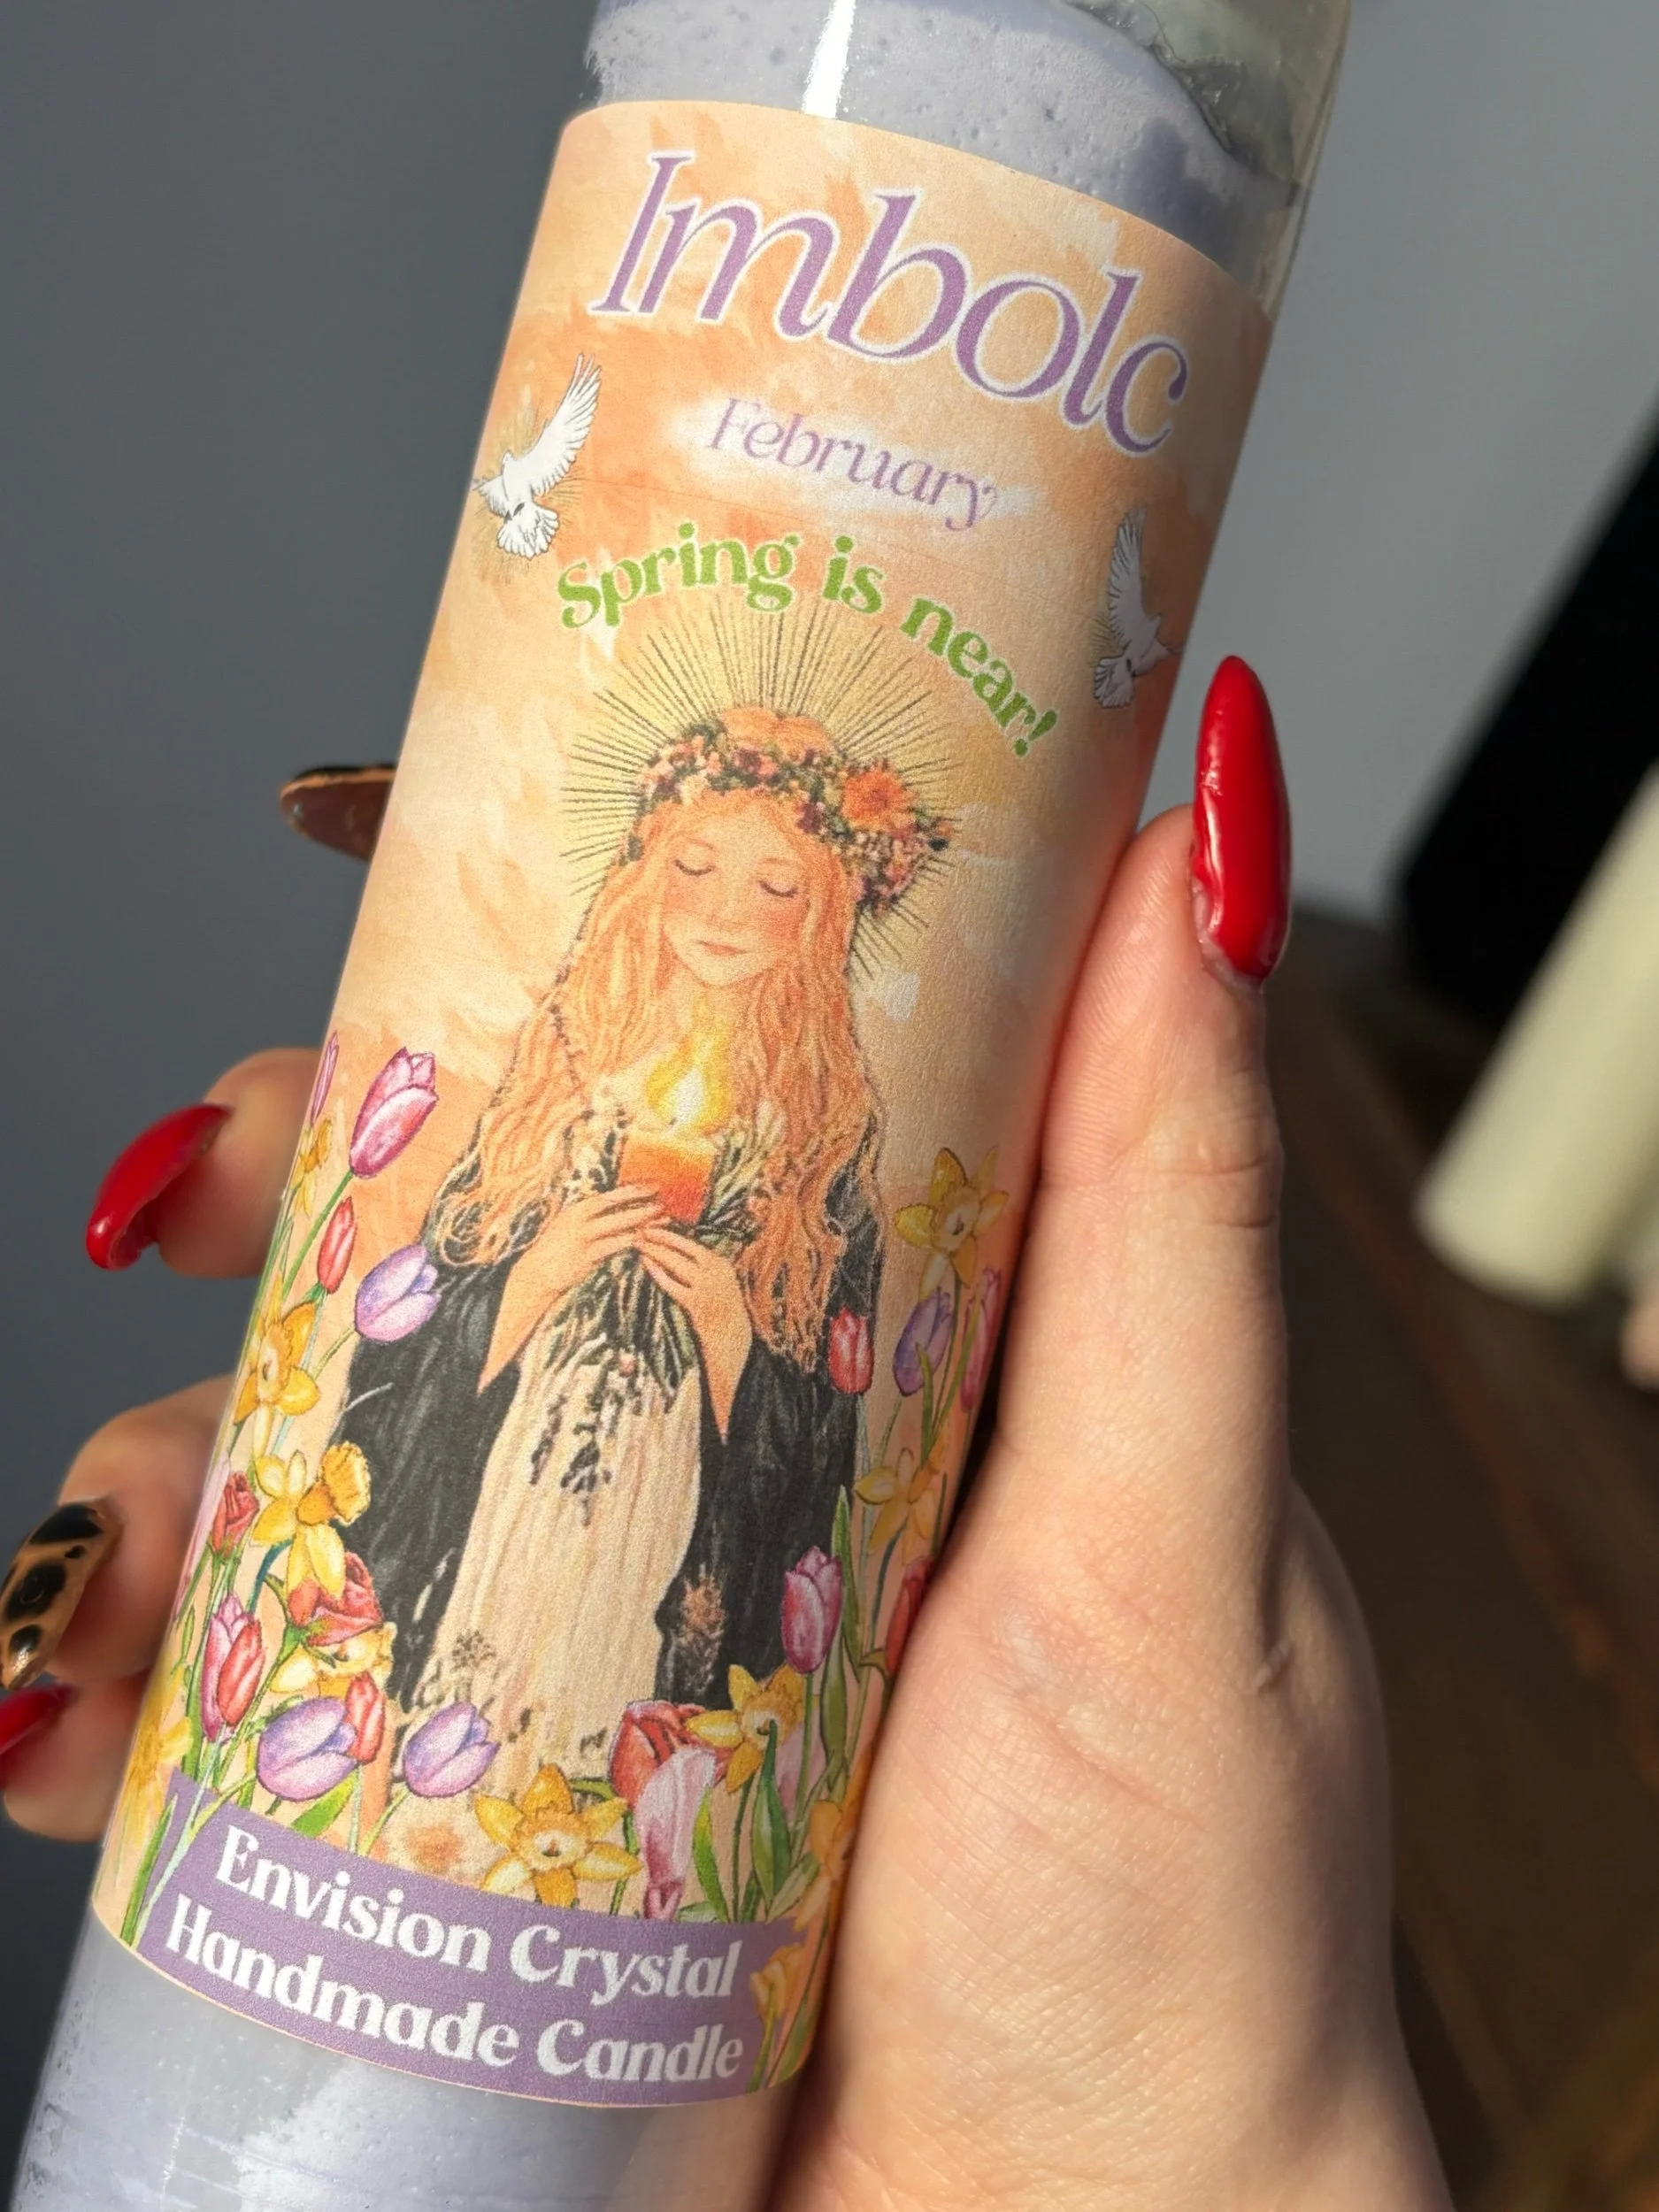 Imbolc
February
Spring is near!
Envision Crystal
Handmade Candle